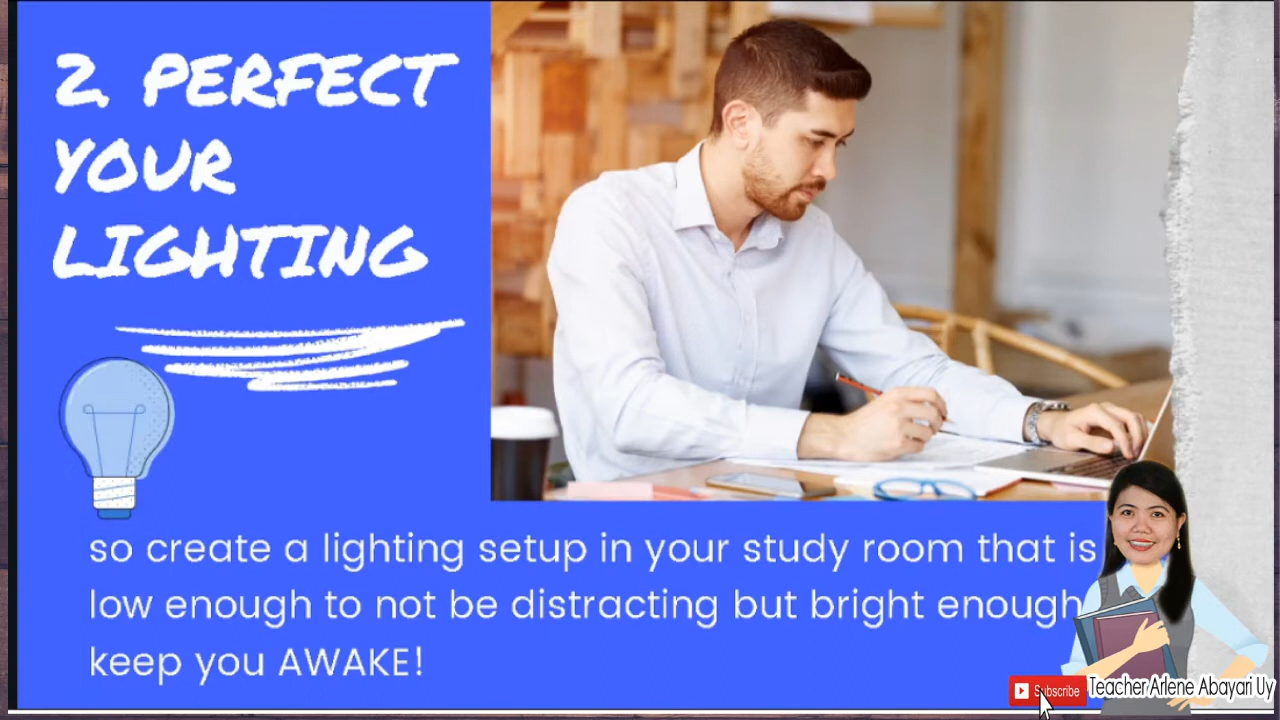 2. PERFECT
YOUR
LIGHTING
so create a lighting setup in your study room that is
low enough to not be distracting but bright enough
keep you AWAKE!
Subscribe
Teacher Arlene Abayari Uy